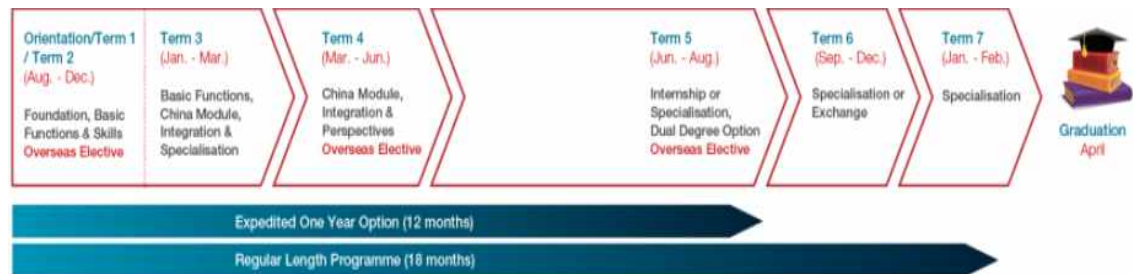 Orientation/Term 1
/ Term 2
(Aug. - Dec.)
Foundation, Basic
Functions & Skills
Overseas Elective
Term 3
(Jan. - Mar.)
Basic Functions,
China Module,
Integration &
Specialisation
Term 4
(Mar. - Jun.)
China Module,
Integration &
Perspectives
Overseas Elective
Term 5
(Jun. - Aug.)
Internship or
Specialisation,
Dual Degree Option
Overseas Elective
Term 6
(Sep. - Dec.)
Specialisation or
Exchange
Term 7
(Jan. - Feb.)
Specialisation
Graduation
April
Expedited One Year Option (12 months)
Regular Length Programme (18 months)